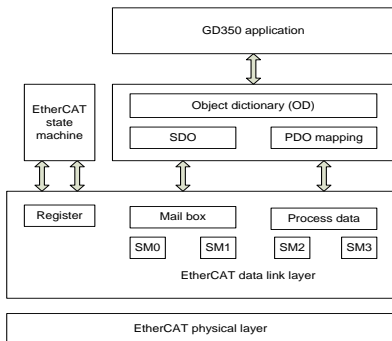 GD350 application
EtherCAT
state
machine
Object dictionary (OD)
SDO
PDO mapping
Register
Mail box
Process data
SM0
SM1
SM2
SM3
EtherCAT data link layer
EtherCAT physical layer